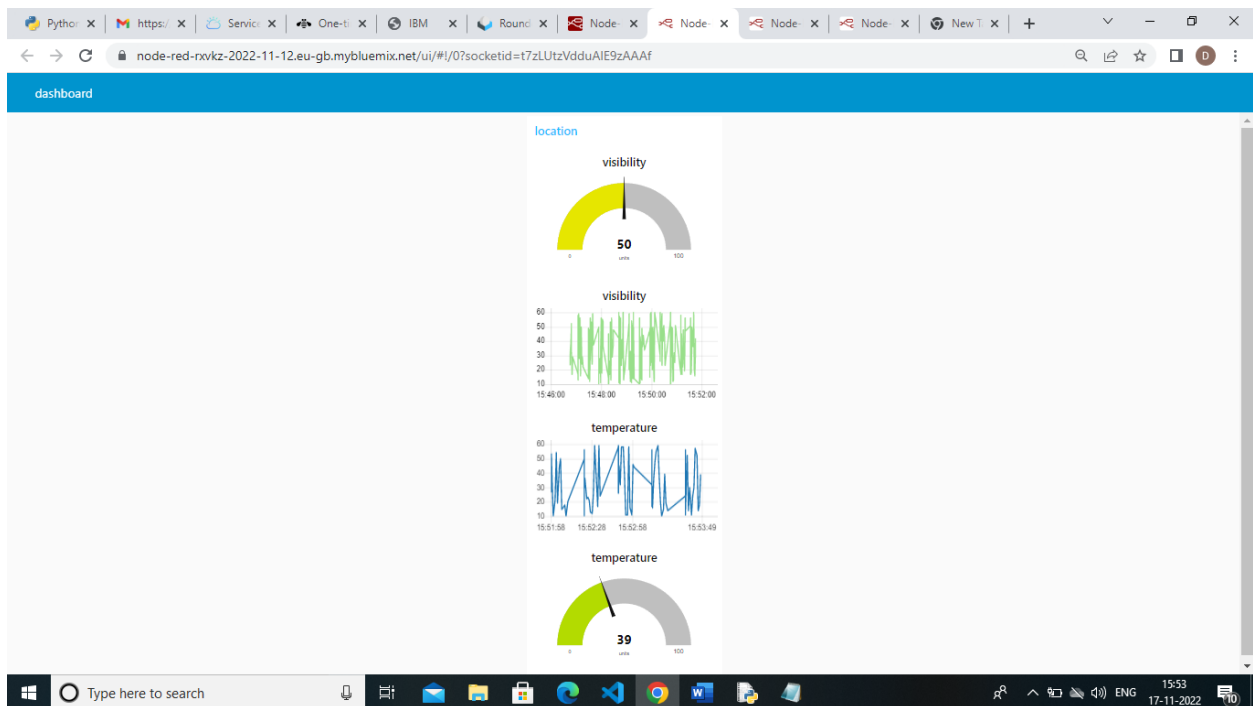 Python
https:/
Service
One-ti
IBM
Round
Node-
Node-
Node-
Node-
New T
node-red-rxvkz-2022-11-12.eu-gb.mybluemix.net/ui/#!/0?socketid=t7zLUtzVdduAIE9zAAAf
D
dashboard
location
visibility
50
0 units 100
visibility
60
50
40
30
20
10
15:46:00 15:48:00 15:50:00 15:52:00
temperature
60
50
40
30
20
10
15:51:58 15:52:28 15:52:58 15:53:49
temperature
39
0 units 100
Type here to search
ENG
15:53
17-11-2022
10